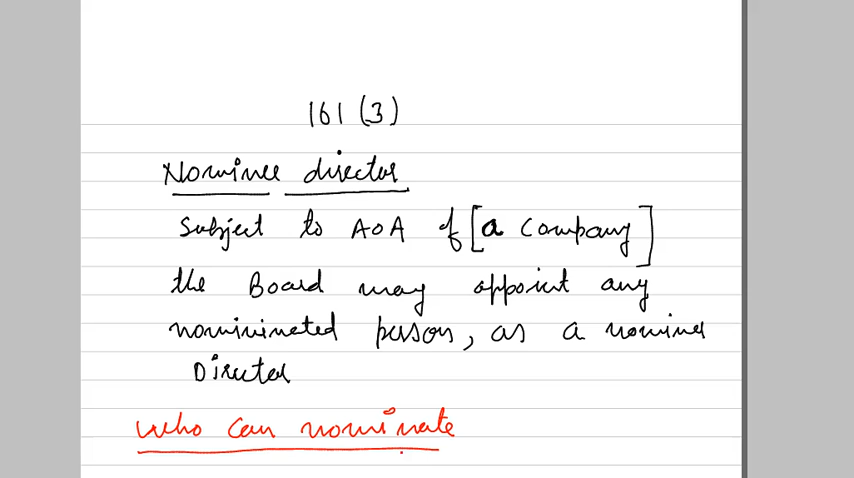 161 (3)
Nominee director
Subject to AOA of [a company]
the Board may appoint any
nomininated person, as a nominee
Director
Who can nominate